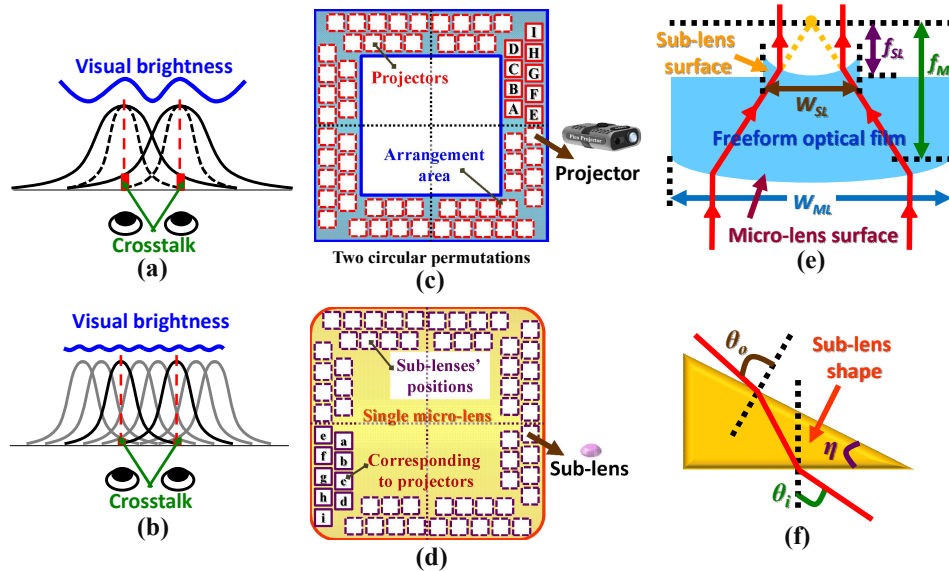 Visual brightness
Crosstalk
(a)
Visual brightness
Crosstalk
(b)
Projectors
I
D
H
C
G
B
F
A
E
Arrangement
area
Pico Projector
Projector
Two circular permutations
(c)
Sub-lenses'
positions
Single micro-lens
e
a
f
b
g
c
h
d
i
Corresponding
to projectors
Sub-lens
(d)
Sub-lens
surface
f_SL
f_M
W_SL
Freeform optical film
W_ML
Micro-lens surface
(e)
θ_o
Sub-lens
shape
η
θ_i
(f)